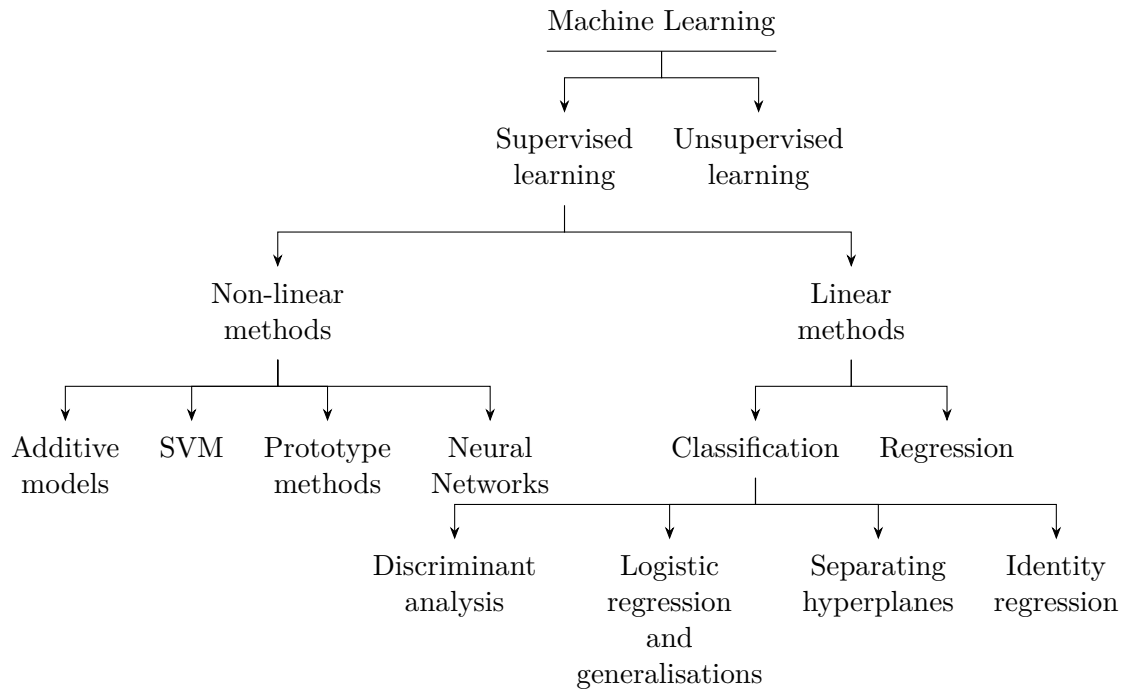 Machine Learning
Supervised
learning
Unsupervised
learning
Non-linear
methods
Linear
methods
Additive
models
SVM
Prototype
methods
Neural
Networks
Classification
Regression
Discriminant
analysis
Logistic
regression
and
generalisations
Separating
hyperplanes
Identity
regression